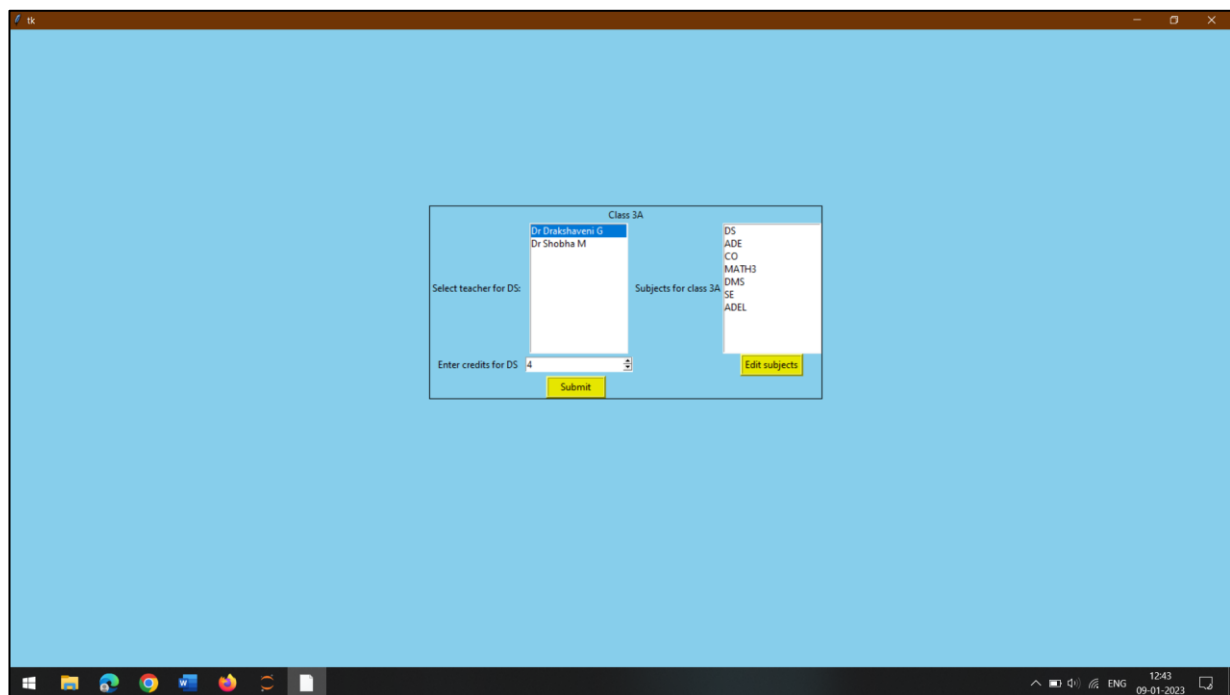 tk
Class 3A
Select teacher for DS:
Dr Drakshaveni G
Dr Shobha M
Subjects for class 3A
DS
ADE
CO
MATH3
DMS
SE
ADEL
Enter credits for DS
4
Edit subjects
Submit
ENG
12:43
09-01-2023